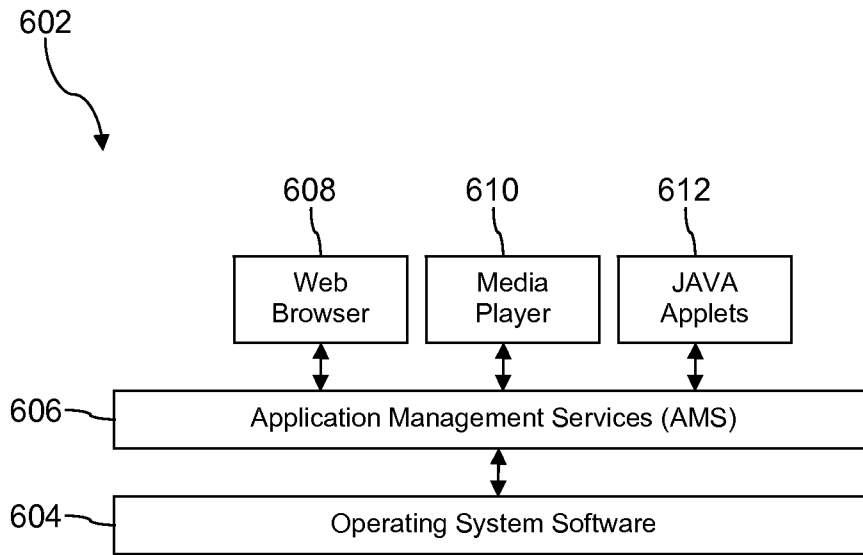 602
608
610
612
Web
Browser
Media
Player
JAVA
Applets
606
Application Management Services (AMS)
604
Operating System Software